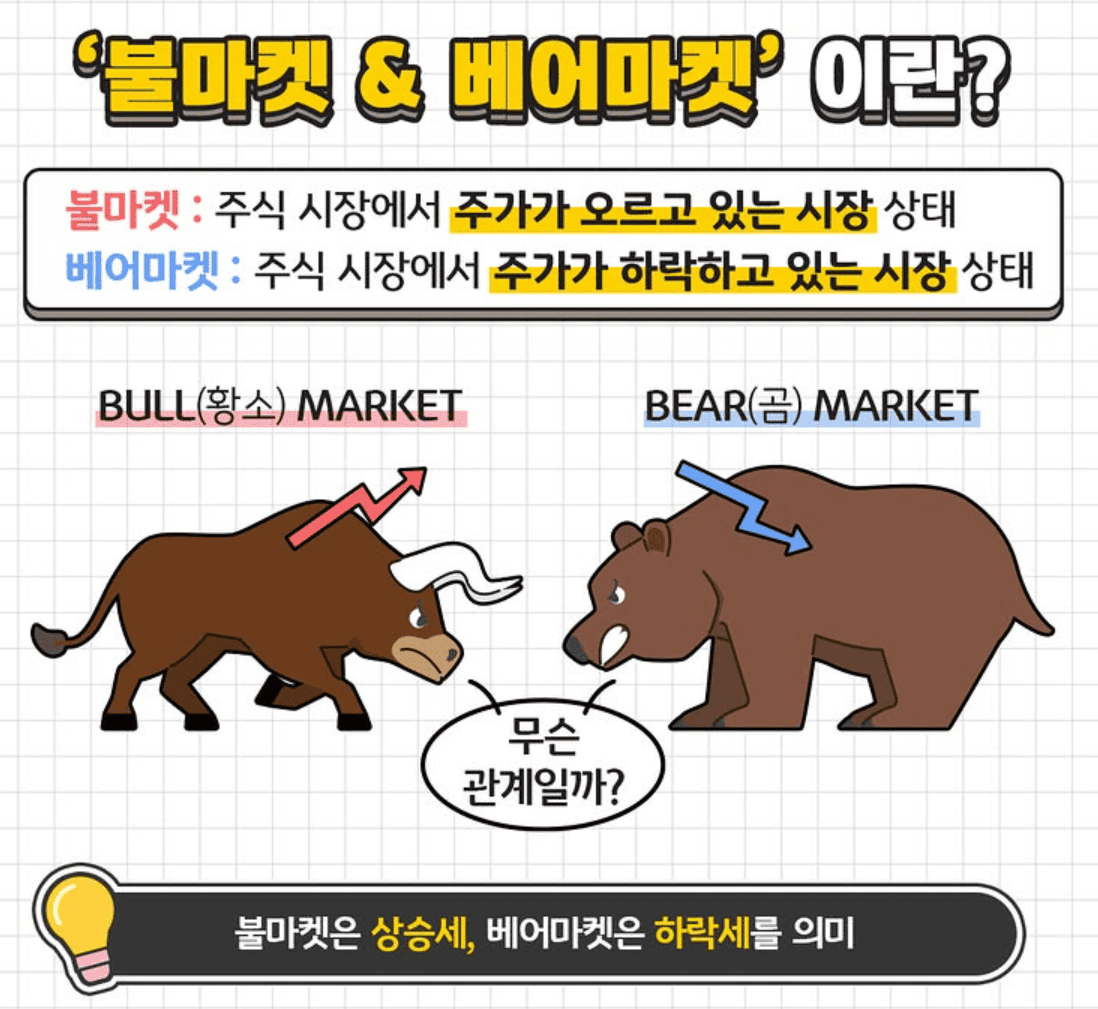 ‘불마켓 & 베어마켓’ 이란?
불마켓 : 주식 시장에서 주가가 오르고 있는 시장 상태
베어마켓 : 주식 시장에서 주가가 하락하고 있는 시장 상태
BULL(황소) MARKET
BEAR(곰) MARKET
무슨
관계일까?
불마켓은 상승세, 베어마켓은 하락세를 의미